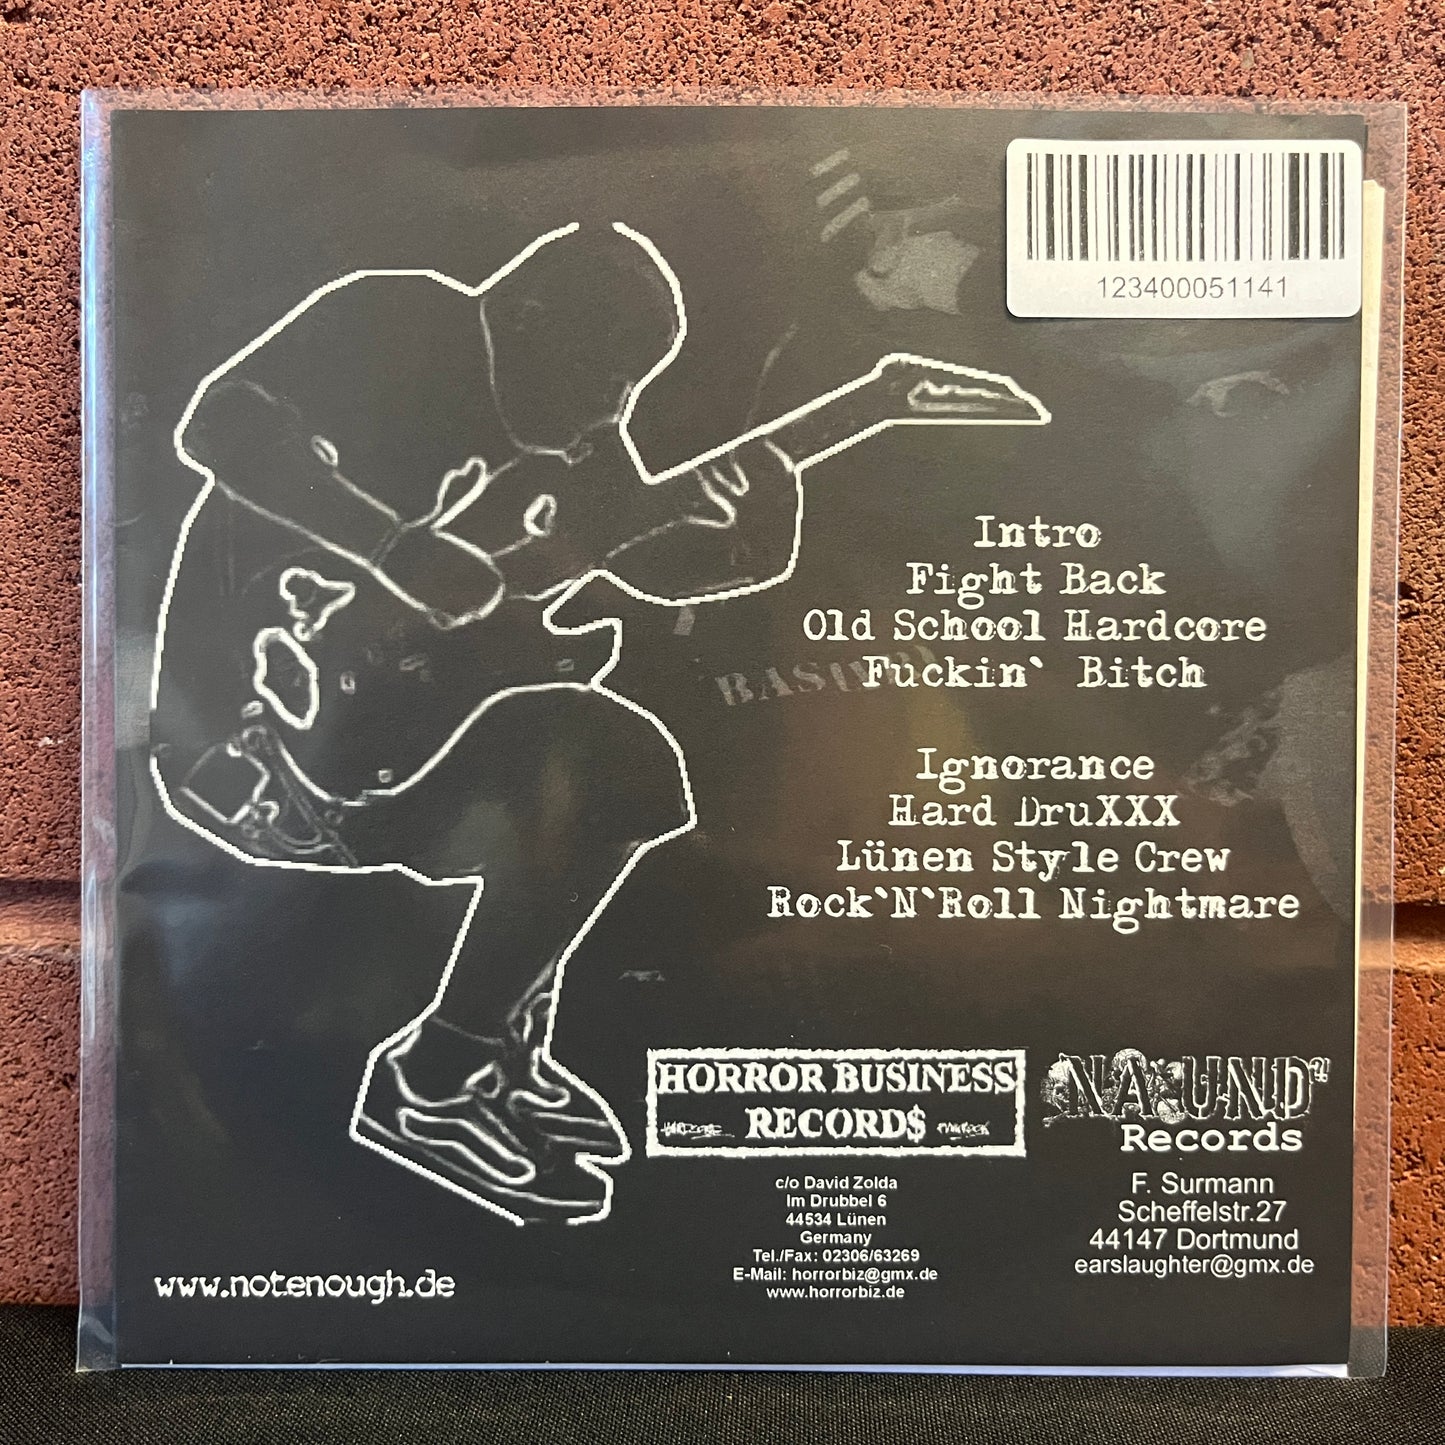 123400051141
Intro
Fight Back
Old School Hardcore
Fuckin` Bitch
Ignorance
Hard DruXXX
Lünen Style Crew
Rock`N`Roll Nightmare
HORROR BUSINESS
RECORD$
HARDCORE PUNKROCK
c/o David Zolda
Im Drubbel 6
44534 Lünen
Germany
Tel./Fax: 02306/63269
E-Mail: horrorbiz@gmx.de
www.horrorbiz.de
NA UND?!
Records
F. Surmann
Scheffelstr.27
44147 Dortmund
earslaughter@gmx.de
www.notenough.de